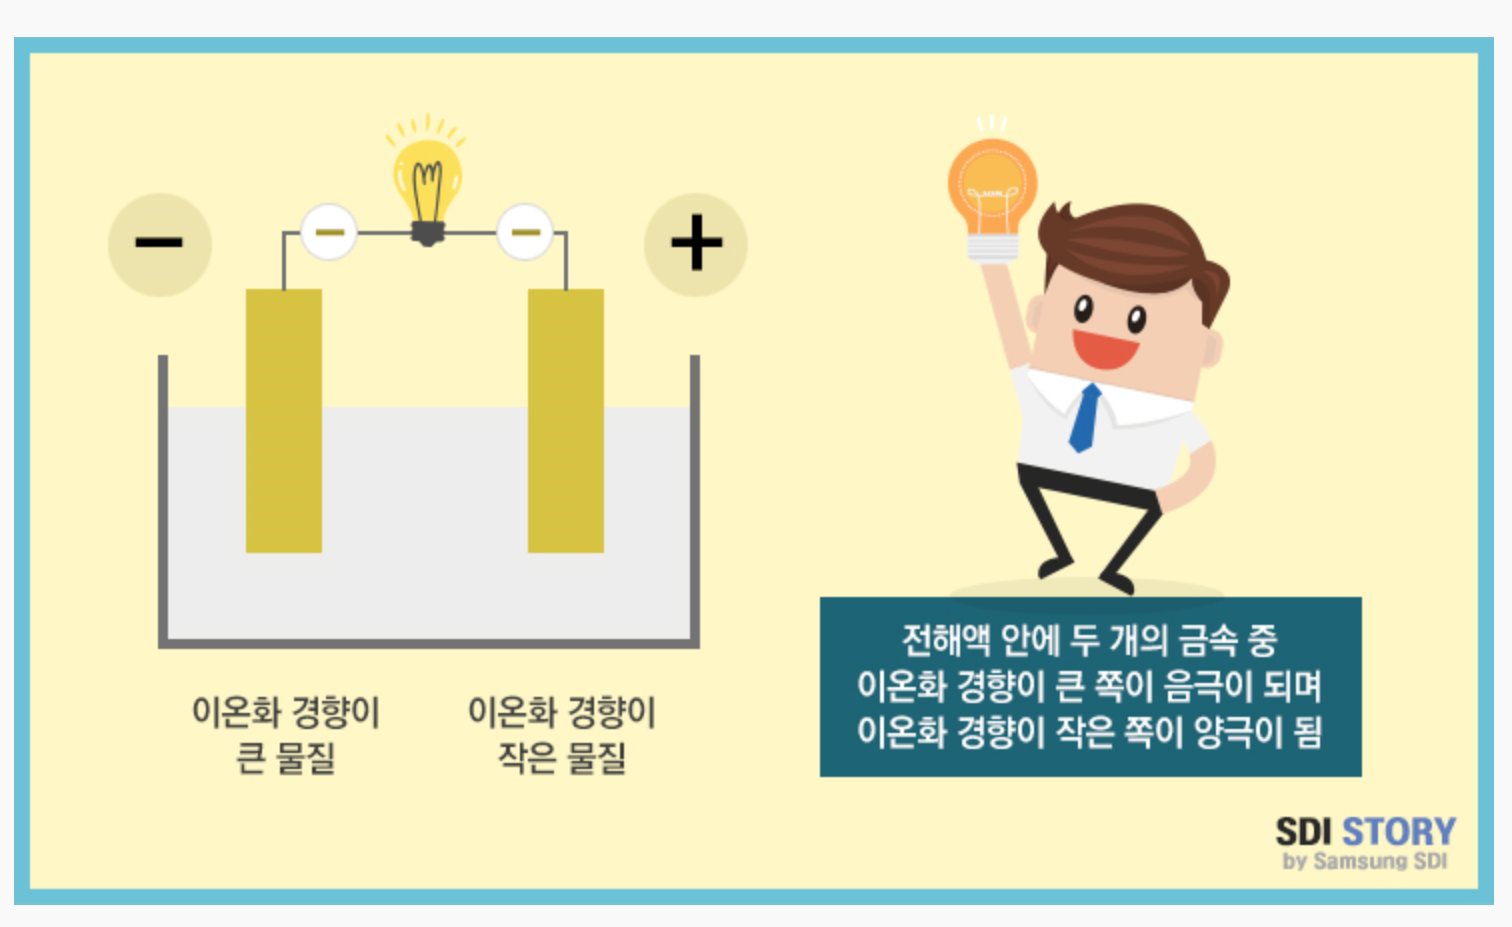 이온화 경향이
큰 물질
이온화 경향이
작은 물질
전해액 안에 두 개의 금속 중
이온화 경향이 큰 쪽이 음극이 되며
이온화 경향이 작은 쪽이 양극이 됨
SDI STORY
by Samsung SDI